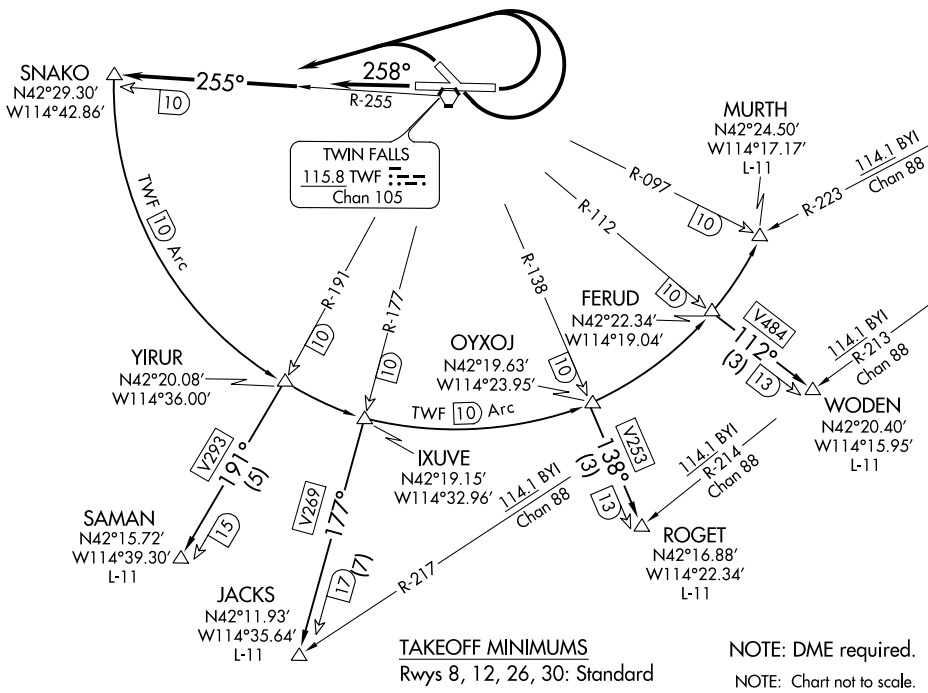 SNAKO
N42°29.30'
W114°42.86'
10
255°
258°
R-255
TWIN FALLS
115.8 TWF
Chan 105
MURTH
N42°24.50'
W114°17.17'
L-11
114.1 BYI
R-223
Chan 88
R-097
10
R-112
10
TWF 10 Arc
R-191
10
R-177
10
R-138
10
FERUD
N42°22.34'
W114°19.04'
V484
112°
(3)
13
114.1 BYI
R-213
Chan 88
WODEN
N42°20.40'
W114°15.95'
L-11
YIRUR
N42°20.08'
W114°36.00'
OYXOJ
N42°19.63'
W114°23.95'
TWF 10 Arc
IXUVE
N42°19.15'
W114°32.96'
V293
191°
(5)
15
SAMAN
N42°15.72'
W114°39.30'
L-11
V269
177°
(7)
17
JACKS
N42°11.93'
W114°35.64'
L-11
114.1 BYI
Chan 88
R-217
V253
138°
(3)
13
114.1 BYI
R-214
Chan 88
ROGET
N42°16.88'
W114°22.34'
L-11
TAKEOFF MINIMUMS
Rwys 8, 12, 26, 30: Standard
NOTE: DME required.
NOTE: Chart not to scale.